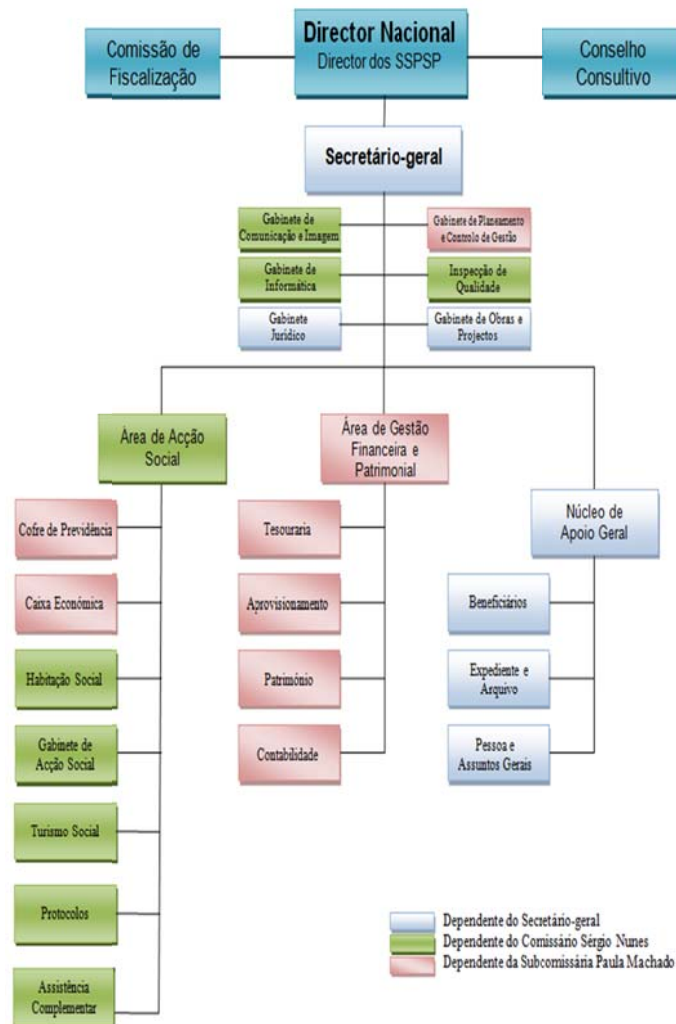 Comissão de
Fiscalização
Director Nacional
Director dos SSPSP
Conselho
Consultivo
Secretário-geral
Gabinete de
Comunicação e Imagem
Gabinete de Planeamento
e Controlo de Gestão
Gabinete de
Informática
Inspecção de
Qualidade
Gabinete
Jurídico
Gabinete de Obras e
Projectos
Área de Acção
Social
Área de Gestão
Financeira e
Patrimonial
Núcleo de
Apoio Geral
Cofre de Previdência
Caixa Económica
Habitação Social
Gabinete de
Acção Social
Turismo Social
Protocolos
Assistência
Complementar
Tesouraria
Aprovisionamento
Património
Contabilidade
Beneficiários
Expediente e
Arquivo
Pessoa e
Assuntos Gerais
Dependente do Secretário-geral
Dependente do Comissário Sérgio Nunes
Dependente da Subcomissária Paula Machado